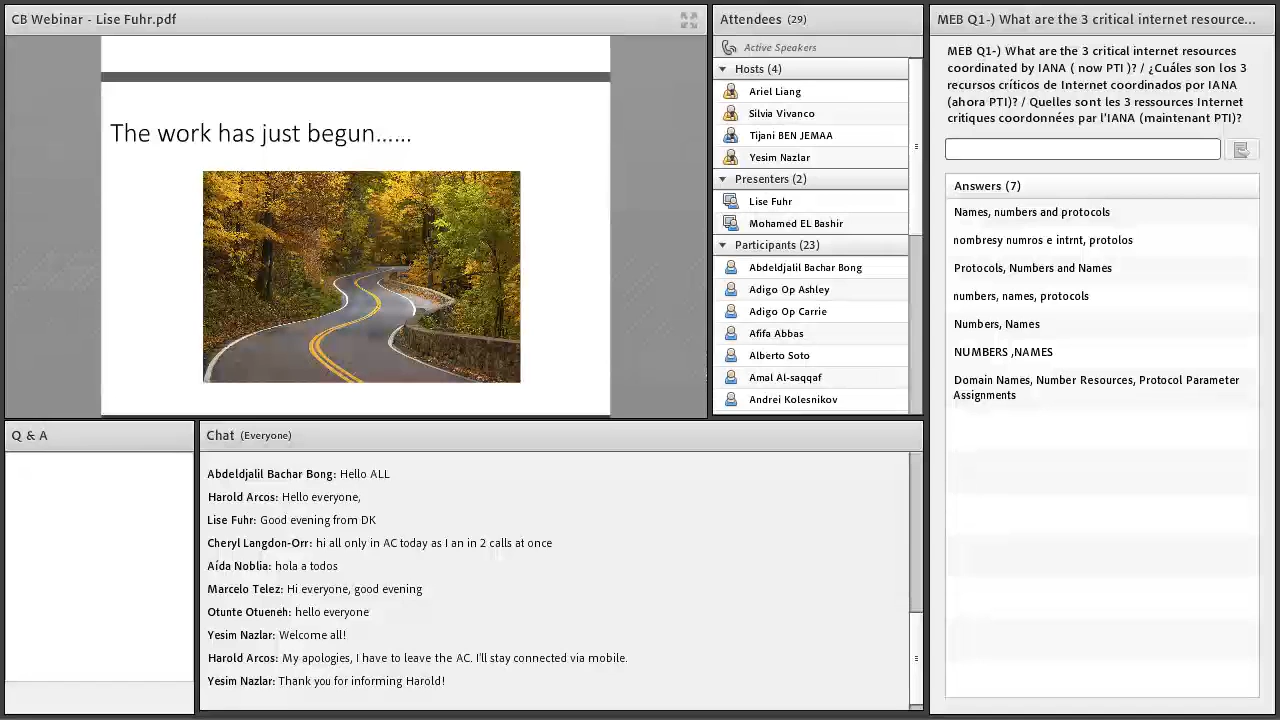 CB Webinar - Lise Fuhr.pdf
The work has just begun......
Attendees (29)
Active Speakers
Hosts (4)
Ariel Liang
Silvia Vivanco
Tijani BEN JEMAA
Yesim Nazlar
Presenters (2)
Lise Fuhr
Mohamed EL Bashir
Participants (23)
Abdeldjalil Bachar Bong
Adigo Op Ashley
Adigo Op Carrie
Afifa Abbas
Alberto Soto
Amal Al-saqqaf
Andrei Kolesnikov
MEB Q1-) What are the 3 critical internet resource...
MEB Q1-) What are the 3 critical internet resources
coordinated by IANA ( now PTI )? / ¿Cuáles son los 3
recursos críticos de Internet coordinados por IANA
(ahora PTI)? / Quelles sont les 3 ressources Internet
critiques coordonnées par l'IANA (maintenant PTI)?
Answers (7)
Names, numbers and protocols
nombresy numros e intrnt, protolos
Protocols, Numbers and Names
numbers, names, protocols
Numbers, Names
NUMBERS ,NAMES
Domain Names, Number Resources, Protocol Parameter
Assignments
Q & A
Chat (Everyone)
Abdeldjalil Bachar Bong: Hello ALL
Harold Arcos: Hello everyone,
Lise Fuhr: Good evening from DK
Cheryl Langdon-Orr: hi all only in AC today as I an in 2 calls at once
Aída Noblia: hola a todos
Marcelo Telez: Hi everyone, good evening
Otunte Otueneh: hello everyone
Yesim Nazlar: Welcome all!
Harold Arcos: My apologies, I have to leave the AC. I'll stay connected via mobile.
Yesim Nazlar: Thank you for informing Harold!